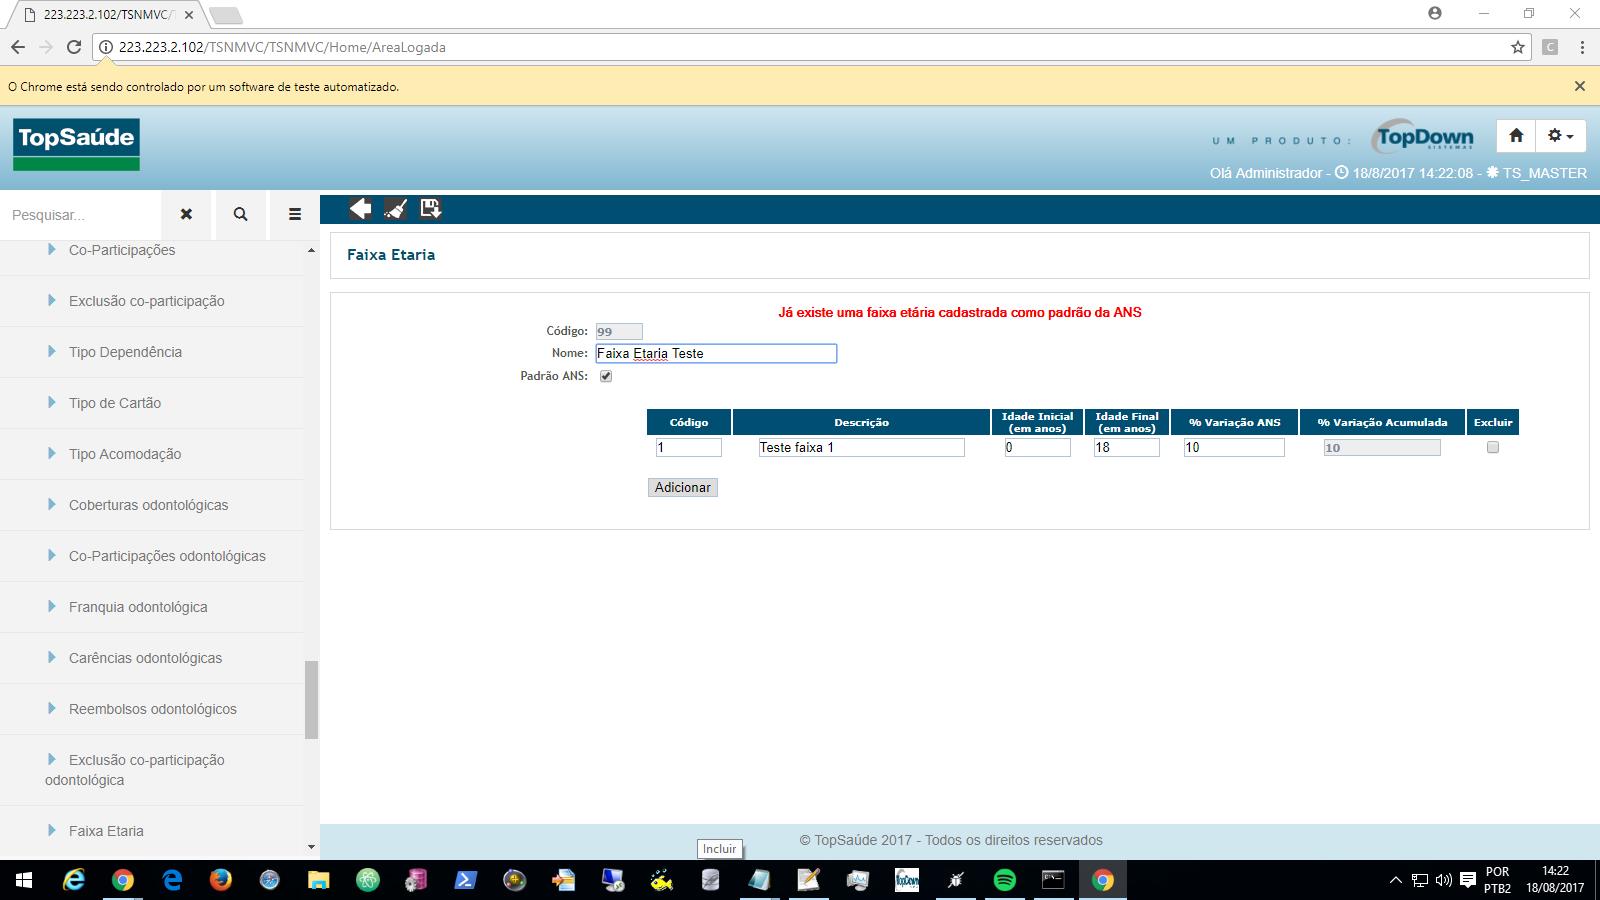 223.223.2.102/TSNMVC/T
223.223.2.102/TSNMVC/TSNMVC/Home/AreaLogada
C
O Chrome está sendo controlado por um software de teste automatizado.
TopSaúde
UM PRODUTO:
TopDown
SISTEMAS
Olá Administrador - 18/8/2017 14:22:08 - TS_MASTER
Pesquisar...
Co-Participações
Exclusão co-participação
Tipo Dependência
Tipo de Cartão
Tipo Acomodação
Coberturas odontológicas
Co-Participações odontológicas
Franquia odontológica
Carências odontológicas
Reembolsos odontológicos
Exclusão co-participação
odontológica
Faixa Etaria
Faixa Etaria
Já existe uma faixa etária cadastrada como padrão da ANS
Código: 99
Nome: Faixa Etaria Teste
Padrão ANS:
Código Descrição Idade Inicial (em anos) Idade Final (em anos) % Variação ANS % Variação Acumulada Excluir
1 Teste faixa 1 0 18 10 10
Adicionar
© TopSaúde 2017 - Todos os direitos reservados
Incluir
TopDown
POR
PTB2
14:22
18/08/2017